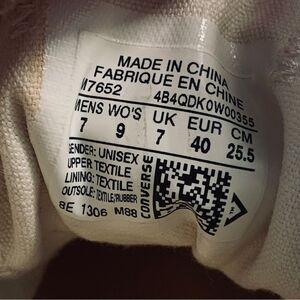 MADE IN CHINA
FABRIQUE EN CHINE
M7652 4B4QDK0W00355
MENS WO'S UK EUR CM
7 9 7 40 25.5
GENDER: UNISEX
UPPER: TEXTILE
LINING: TEXTILE
OUTSOLE: TEXTILE/RUBBER
BE 1306 M88
CONVERSE